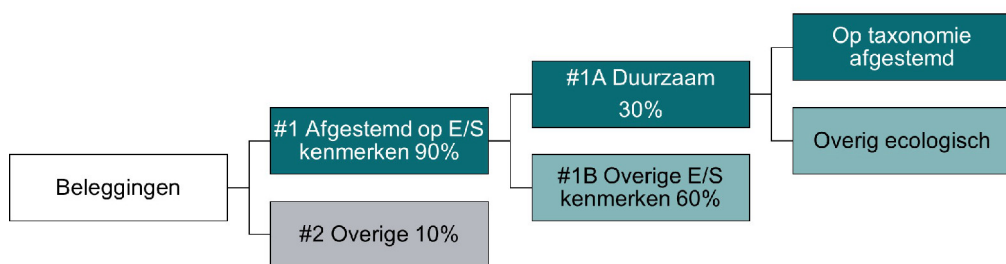 Beleggingen
#1 Afgestemd op E/S
kenmerken 90%
#2 Overige 10%
#1A Duurzaam
30%
#1B Overige E/S
kenmerken 60%
Op taxonomie
afgestemd
Overig ecologisch